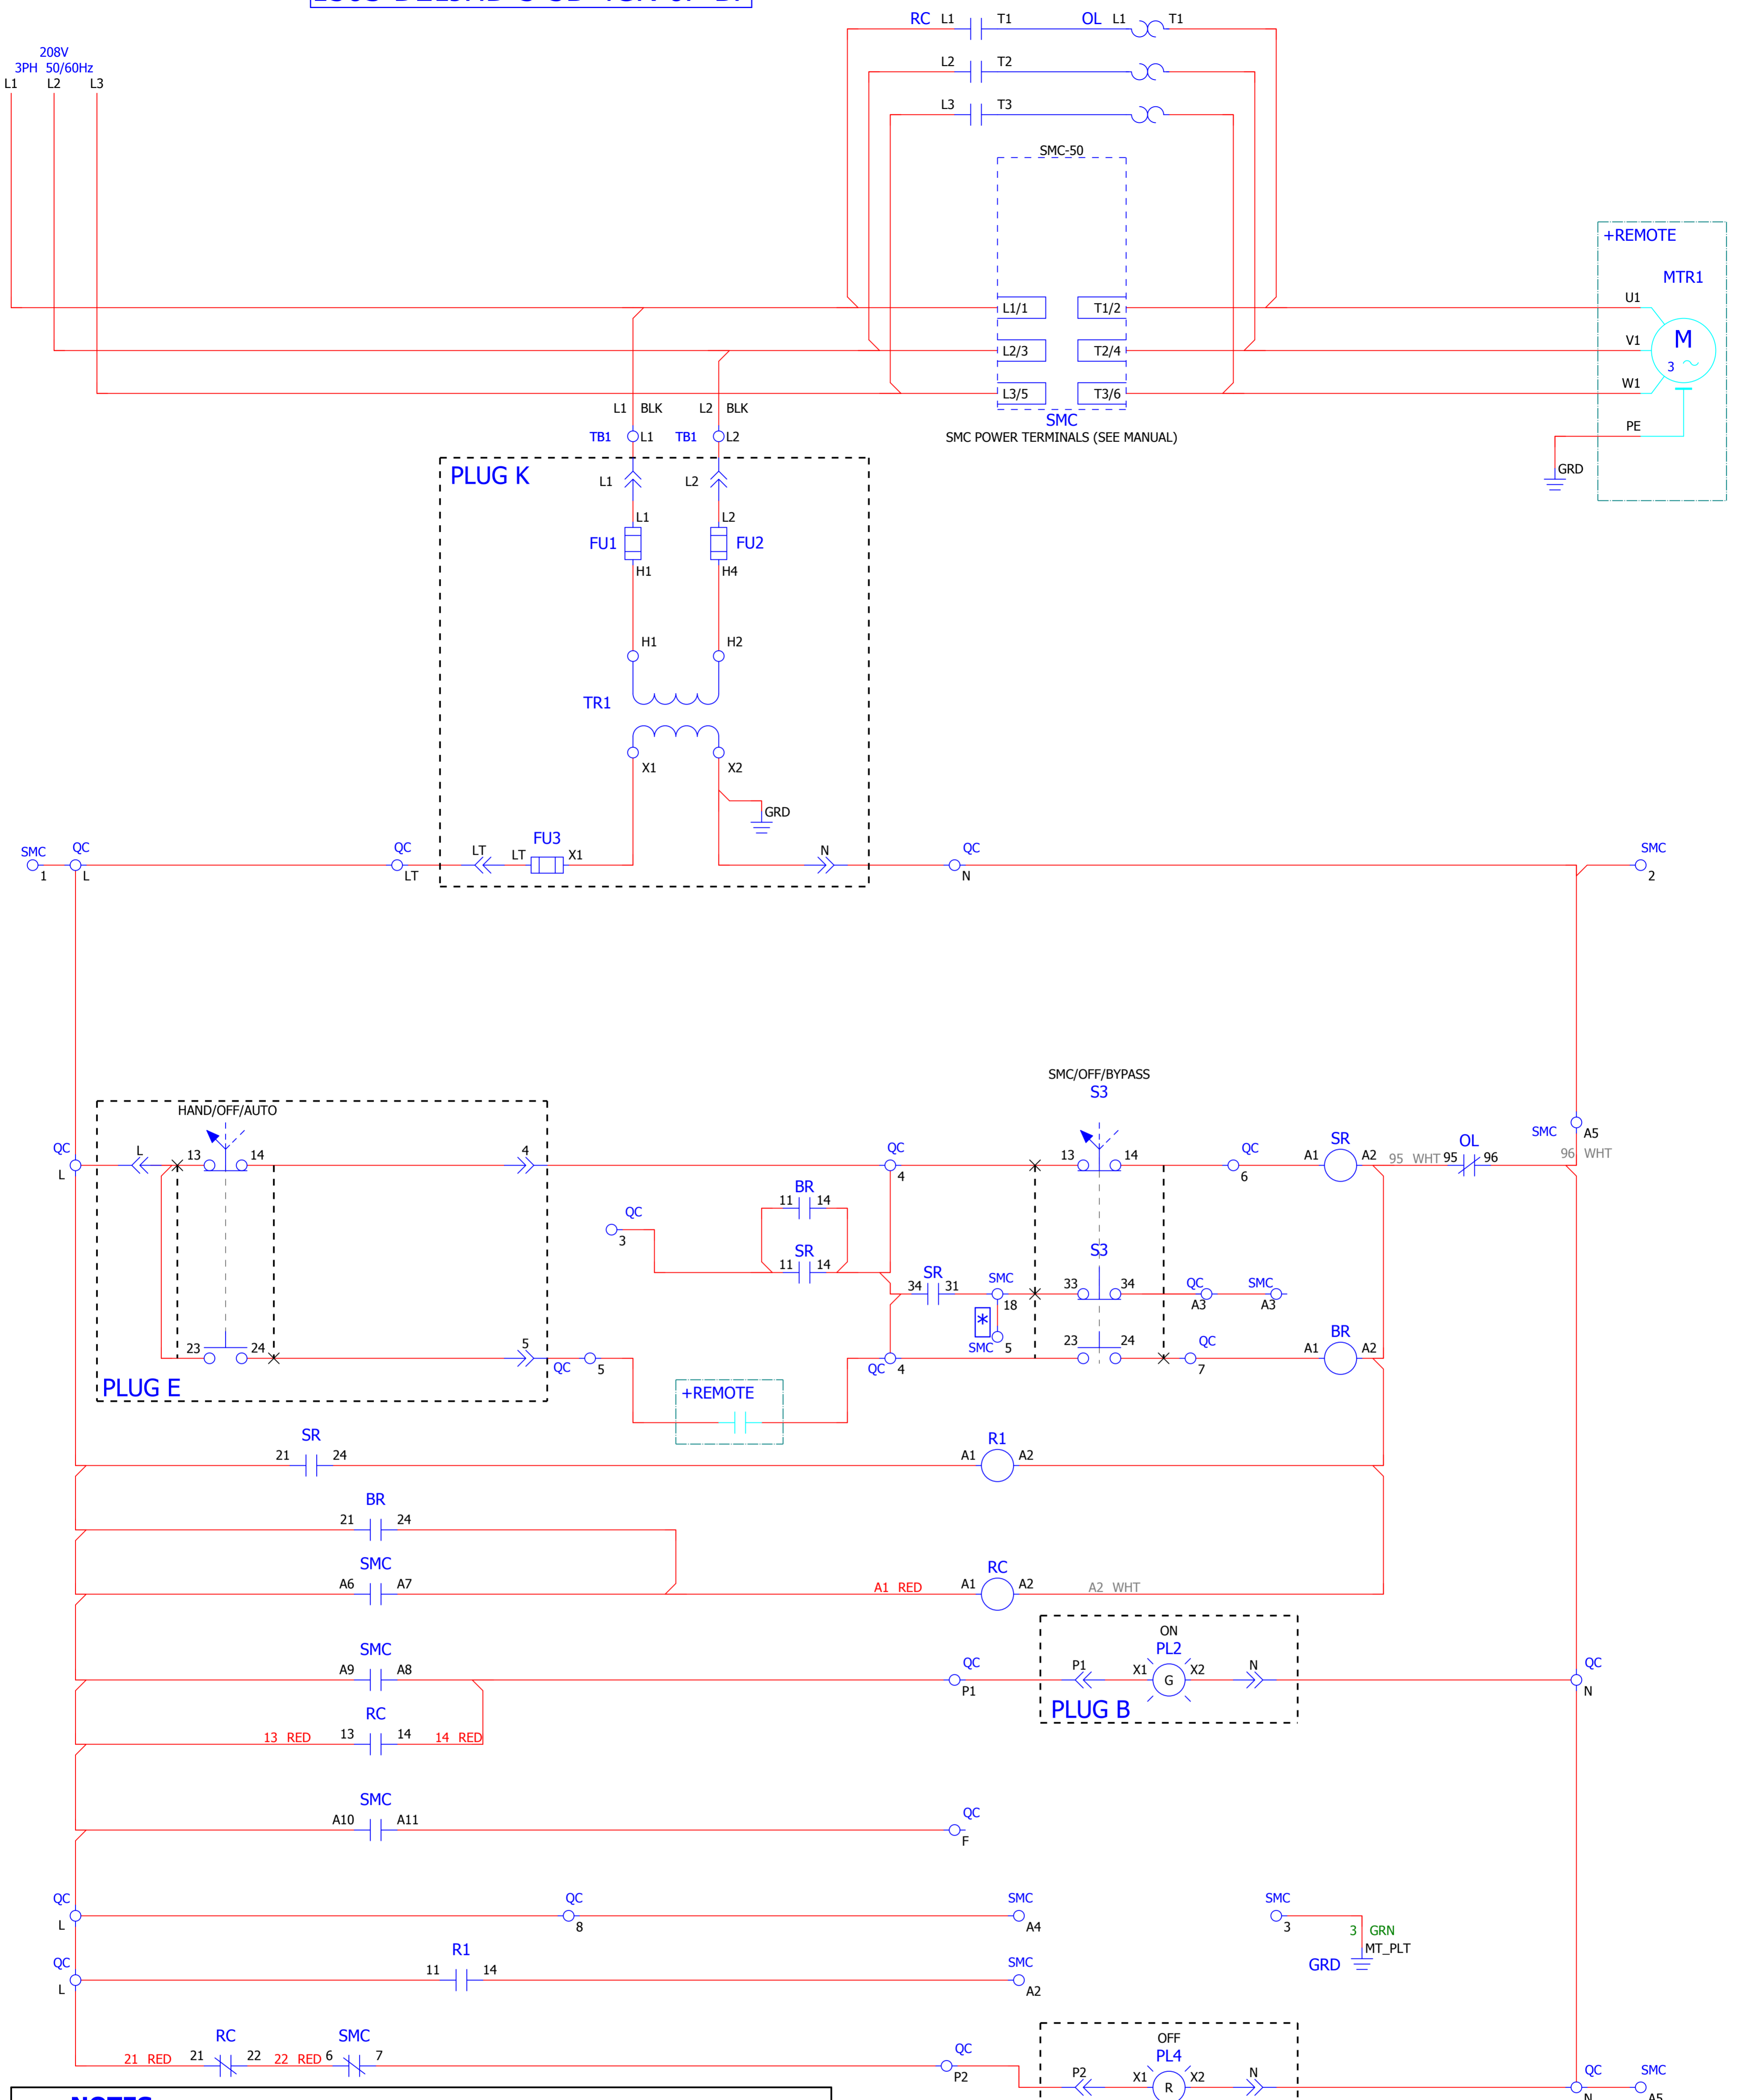 208V
3PH 50/60Hz
L1 L2 L3
RC L1 T1 OL L1 T1
L2 T2
L3 T3
SMC-50
L1/1 T1/2
L2/3 T2/4
L3/5 T3/6
SMC
SMC POWER TERMINALS (SEE MANUAL)
+REMOTE
MTR1
U1
V1 M
3
W1
PE
GRD
L1 BLK L2 BLK
TB1 L1 TB1 L2
PLUG K
L1 L2
L1 L2
FU1 FU2
H1 H4
H1 H2
TR1
X1 X2
GRD
SMC QC QC LT LT FU3 X1 N QC SMC
1 L LT N 2
SMC/OFF/BYPASS
S3
HAND/OFF/AUTO
QC L 13 14 4 QC 13 14 QC SR OL SMC A5
L 4 6 A1 A2 95 WHT 95 96 96 WHT
BR
11 14
QC
3
SR
11 14
S3
SR
34 31 SMC 33 34 QC SMC
18 A3 A3
*
SMC 5
23 24 5 QC 5 QC 4 23 24 QC 7 BR A1 A2
PLUG E
+REMOTE
SR
21 24
R1
A1 A2
BR
21 24
SMC
A6 A7
RC
A1 RED A1 A2 A2 WHT
ON
PL2
SMC
A9 A8
QC
P1
P1 X1 G X2 N
QC
N
PLUG B
RC
13 RED 13 14 14 RED
SMC
A10 A11
QC
F
QC QC SMC SMC
L 8 A4 3
3 GRN
MT_PLT
GRD
QC R1 SMC
L 11 14 A2
OFF
PL4
RC SMC
21 RED 21 22 22 RED 6 7
QC
P2
P2 X1 R X2 N
QC SMC
N A5